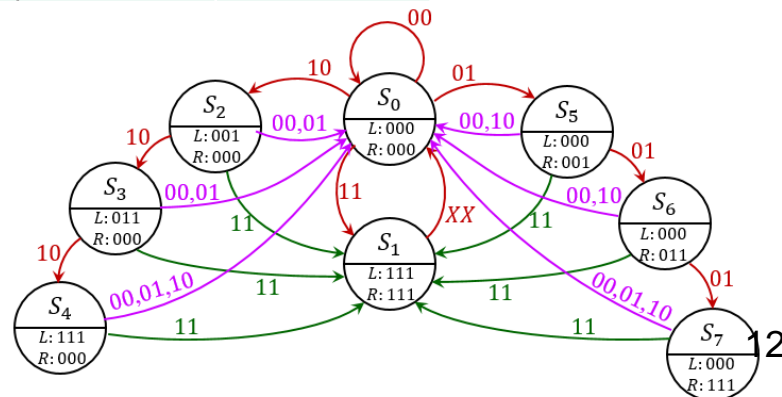 00
10
01
S₂
L: 001
R: 000
00,01
S₀
L: 000
R: 000
00,10
S₅
L: 000
R: 001
10
01
S₃
L: 011
R: 000
00,01
11
XX
11
00,10
S₆
L: 000
R: 011
S₁
L: 111
R: 111
10
11
11
11
01
00,01,10
00,01,10
S₄
L: 111
R: 000
11
11
S₇
L: 000
R: 111
12